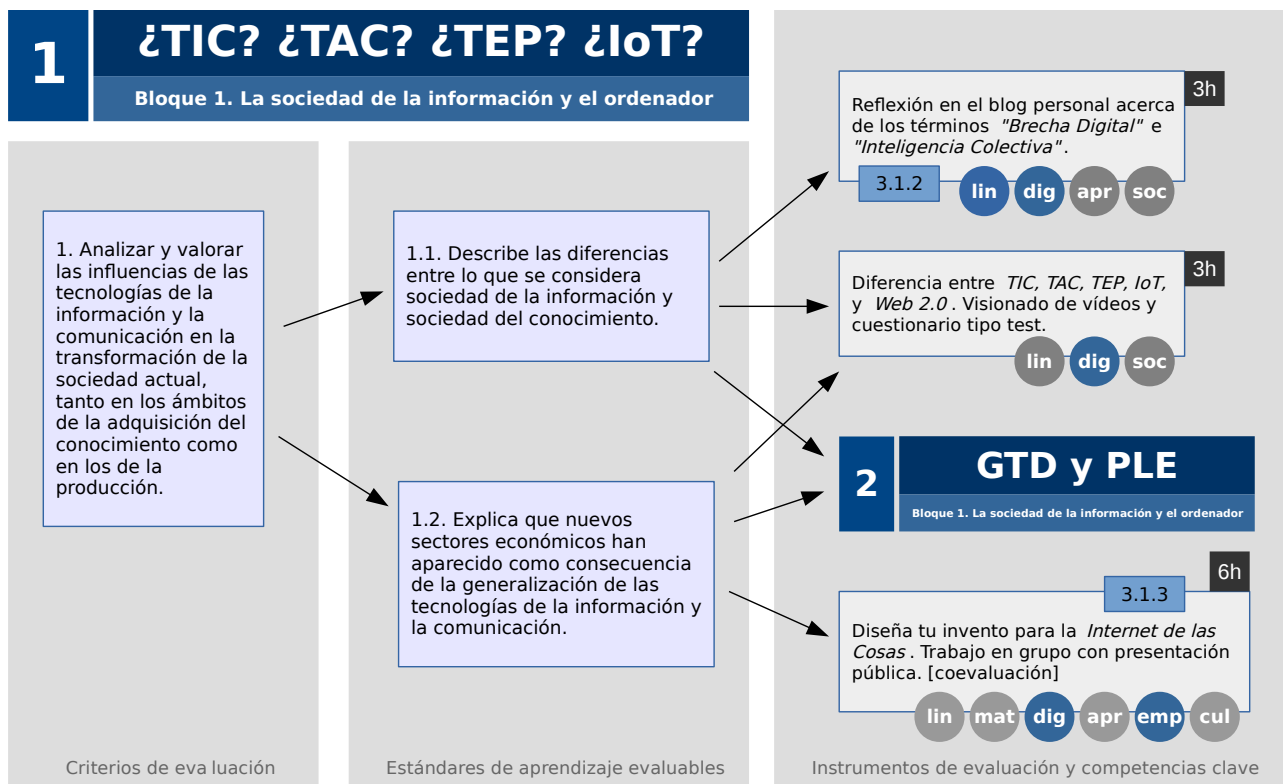 1
¿TIC? ¿TAC? ¿TEP? ¿IoT?
Bloque 1. La sociedad de la información y el ordenador
1. Analizar y valorar
las influencias de las
tecnologías de la
información y la
comunicación en la
transformación de la
sociedad actual,
tanto en los ámbitos
de la adquisición del
conocimiento como
en los de la
producción.
Criterios de eva luación
1.1. Describe las diferencias
entre lo que se considera
sociedad de la información y
sociedad del conocimiento.
1.2. Explica que nuevos
sectores económicos han
aparecido como consecuencia
de la generalización de las
tecnologías de la información y
la comunicación.
Estándares de aprendizaje evaluables
3h
Reflexión en el blog personal acerca
de los términos "Brecha Digital" e
"Inteligencia Colectiva".
3.1.2
lin dig apr soc
3h
Diferencia entre TIC, TAC, TEP, IoT,
y Web 2.0 . Visionado de vídeos y
cuestionario tipo test.
lin dig soc
2
GTD y PLE
Bloque 1. La sociedad de la información y el ordenador
6h
3.1.3
Diseña tu invento para la Internet de las
Cosas . Trabajo en grupo con presentación
pública. [coevaluación]
lin mat dig apr emp cul
Instrumentos de evaluación y competencias clave